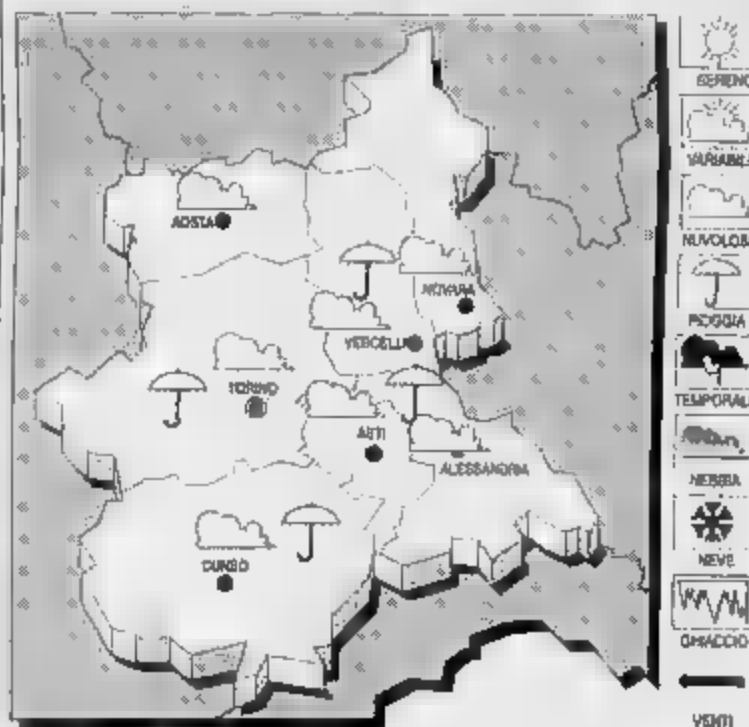 AOSTA
NOVARA
VERCELLI
TORINO
ASTI
ALESSANDRIA
CUNEO
SERENO
VARIABILE
NUVOLOSO
PIOGGIA
TEMPORALE
NEBBIA
NEVE
GHIACCIO
VENTI